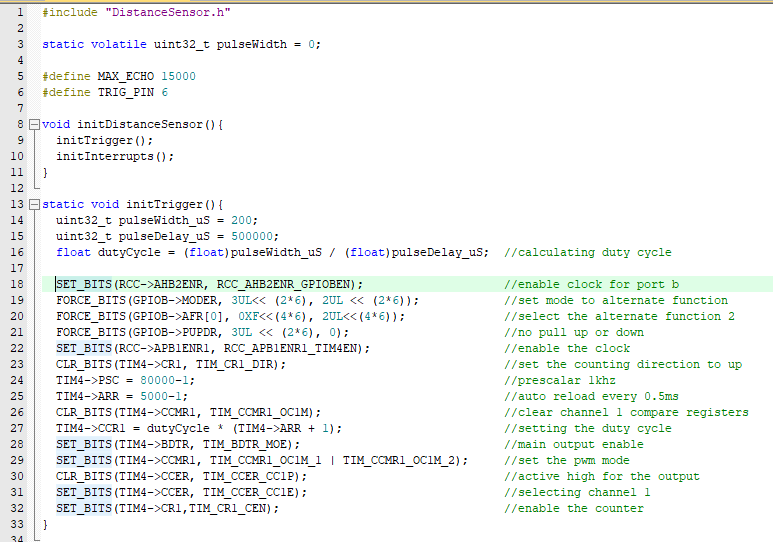 1 #include "DistanceSensor.h"
2
3 static volatile uint32_t pulseWidth = 0;
4
5 #define MAX_ECHO 15000
6 #define TRIG_PIN 6
7
8 void initDistanceSensor(){
9 initTrigger();
10 initInterrupts();
11 }
12
13 static void initTrigger(){
14 uint32_t pulseWidth_uS = 200;
15 uint32_t pulseDelay_uS = 500000;
16 float dutyCycle = (float)pulseWidth_uS / (float)pulseDelay_uS; //calculating duty cycle
17
18 SET_BITS(RCC->AHB2ENR, RCC_AHB2ENR_GPIOBEN); //enable clock for port b
19 FORCE_BITS(GPIOB->MODER, 3UL<< (2*6), 2UL << (2*6)); //set mode to alternate function
20 FORCE_BITS(GPIOB->AFR[0], 0XF<<(4*6), 2UL<<(4*6)); //select the alternate function 2
21 FORCE_BITS(GPIOB->PUPDR, 3UL << (2*6), 0); //no pull up or down
22 SET_BITS(RCC->APB1ENR1, RCC_APB1ENR1_TIM4EN); //enable the clock
23 CLR_BITS(TIM4->CR1, TIM_CR1_DIR); //set the counting direction to up
24 TIM4->PSC = 80000-1; //prescalar 1khz
25 TIM4->ARR = 5000-1; //auto reload every 0.5ms
26 CLR_BITS(TIM4->CCMR1, TIM_CCMR1_OC1M); //clear channel 1 compare registers
27 TIM4->CCR1 = dutyCycle * (TIM4->ARR + 1); //setting the duty cycle
28 SET_BITS(TIM4->BDTR, TIM_BDTR_MOE); //main output enable
29 SET_BITS(TIM4->CCMR1, TIM_CCMR1_OC1M_1 | TIM_CCMR1_OC1M_2); //set the pwm mode
30 CLR_BITS(TIM4->CCER, TIM_CCER_CC1P); //active high for the output
31 SET_BITS(TIM4->CCER, TIM_CCER_CC1E); //selecting channel 1
32 SET_BITS(TIM4->CR1,TIM_CR1_CEN); //enable the counter
33 }
34